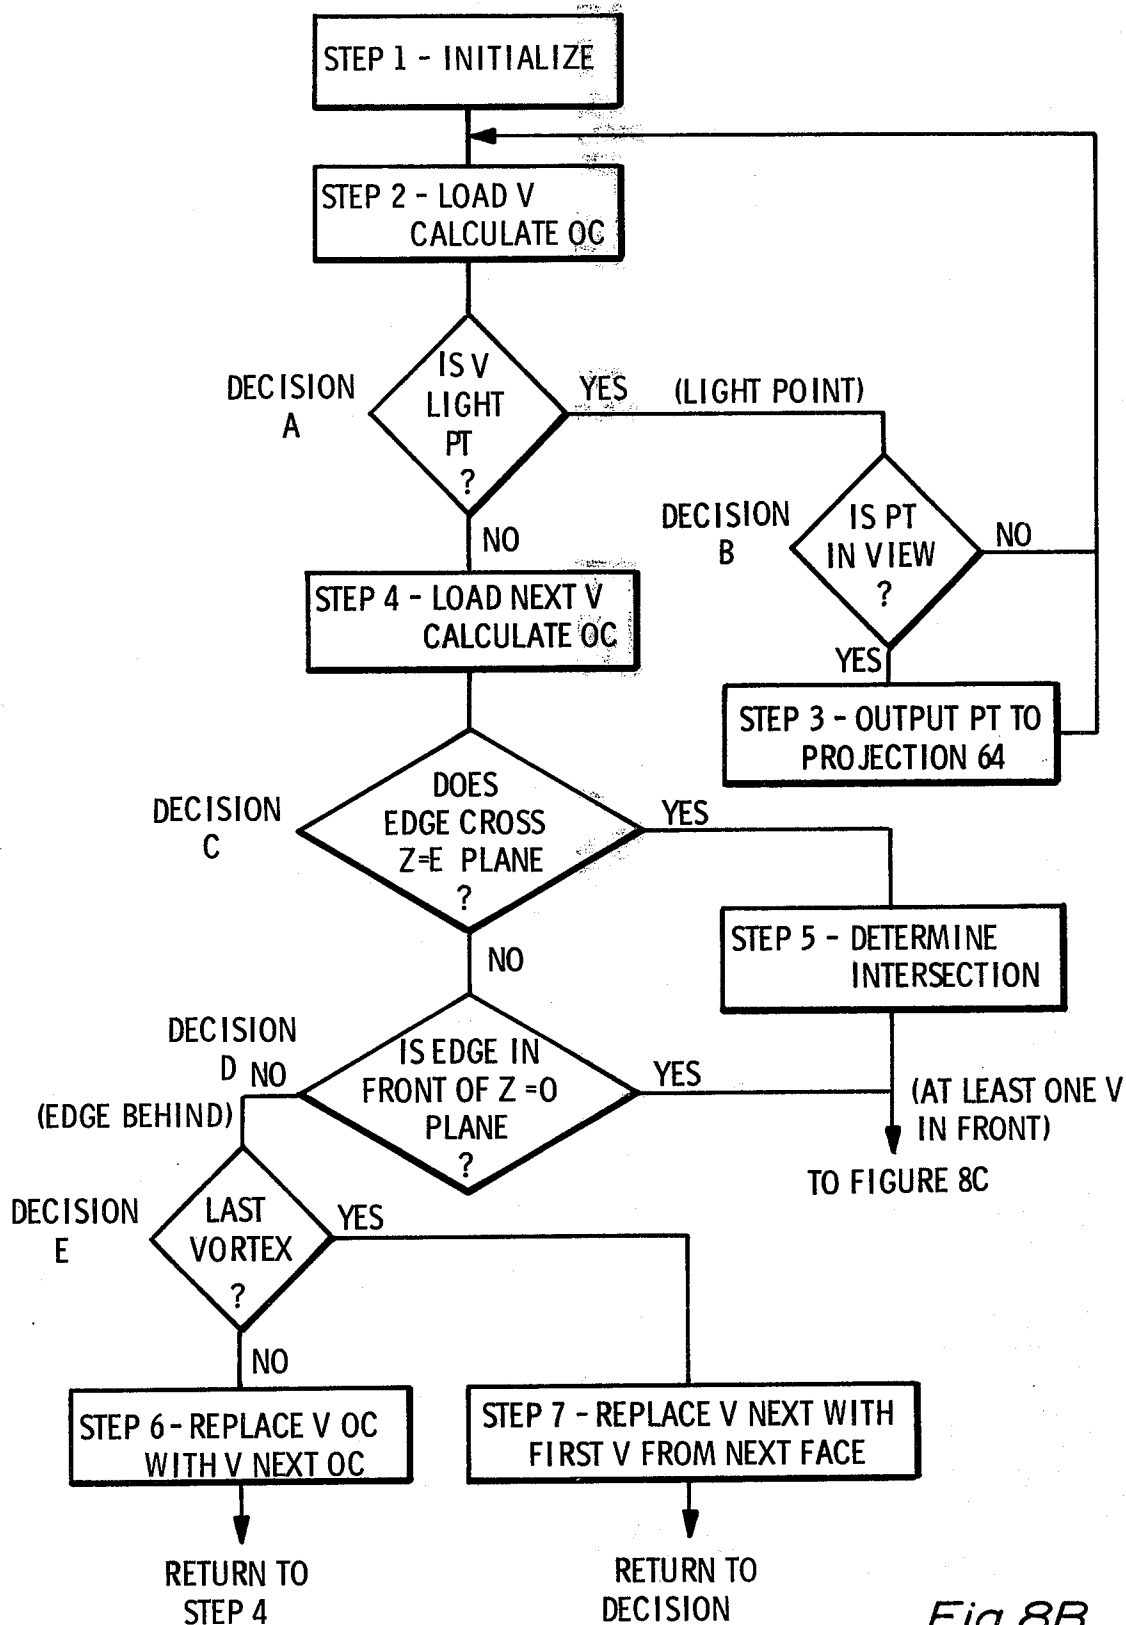 STEP 1 - INITIALIZE
STEP 2 - LOAD V
CALCULATE OC
DECISION
A
IS V
LIGHT
PT
?
YES
(LIGHT POINT)
NO
DECISION
B
IS PT
IN VIEW
?
NO
YES
STEP 3 - OUTPUT PT TO
PROJECTION 64
STEP 4 - LOAD NEXT V
CALCULATE OC
DECISION
C
DOES
EDGE CROSS
Z=E PLANE
?
YES
NO
STEP 5 - DETERMINE
INTERSECTION
DECISION
D
IS EDGE IN
FRONT OF Z =0
PLANE
?
YES
NO
(EDGE BEHIND)
(AT LEAST ONE V
IN FRONT)
TO FIGURE 8C
DECISION
E
LAST
VORTEX
?
YES
NO
STEP 6 - REPLACE V OC
WITH V NEXT OC
STEP 7 - REPLACE V NEXT WITH
FIRST V FROM NEXT FACE
RETURN TO
STEP 4
RETURN TO
DECISION
Fig 8B